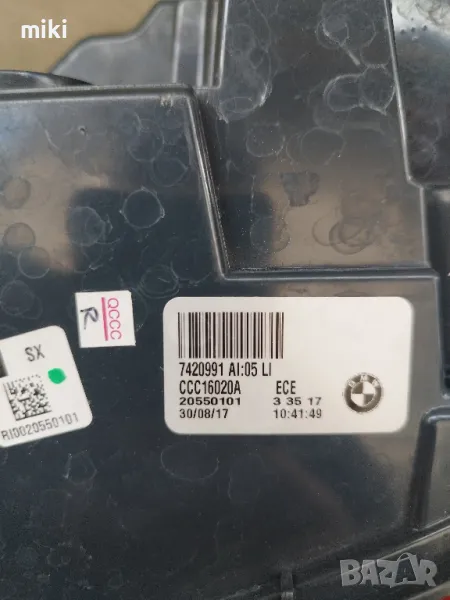 miki
QCCC
R
SX
RI0020550101
7420991 AI:05 LI
CCC16020A ECE
20550101 3 35 17
30/08/17 10:41:49
BAZAR